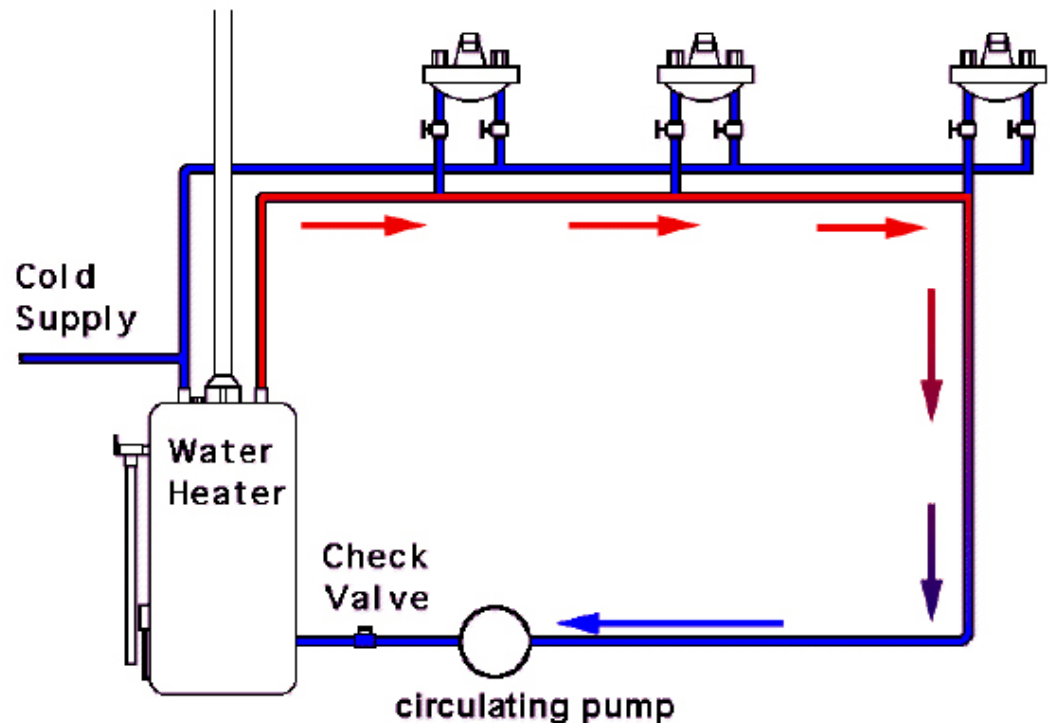 Cold
Supply
Water
Heater
Check
Valve
circulating pump